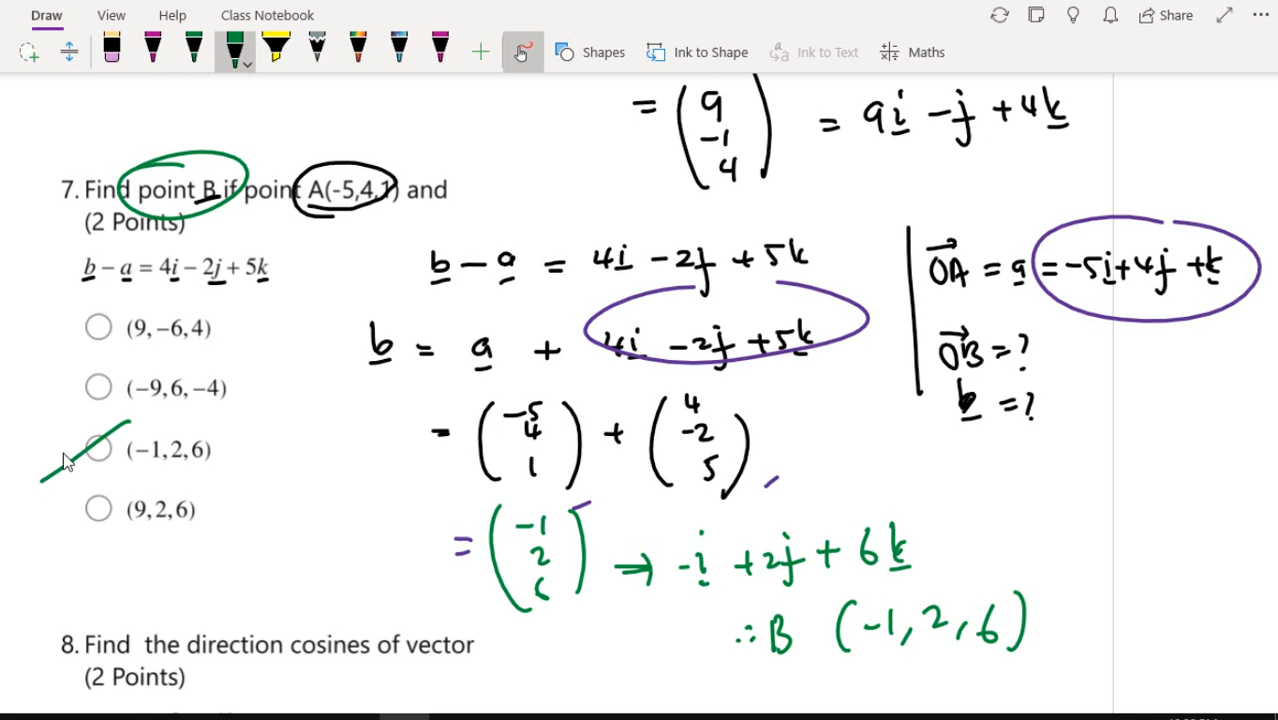 Draw View Help Class Notebook Share
Shapes Ink to Shape Ink to Text Maths
= (9 -1 4) = 9i - j + 4k
7. Find point B if point A(-5,4,1) and
(2 Points)
b - a = 4i - 2j + 5k
(9, -6, 4)
(-9, 6, -4)
(-1, 2, 6)
(9, 2, 6)
b - a = 4i - 2j + 5k
b = a + 4i - 2j + 5k
= (-5 4 1) + (4 -2 5)
= (-1 2 6) → -i + 2j + 6k
∴ B (-1, 2, 6)
OA = a = -5i + 4j + k
OB = ?
b = ?
8. Find the direction cosines of vector
(2 Points)